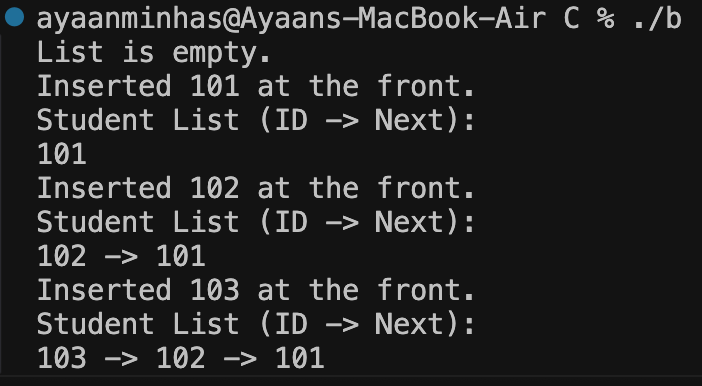 ayaanminhas@Ayaans-MacBook-Air C % ./b
List is empty.
Inserted 101 at the front.
Student List (ID -> Next):
101
Inserted 102 at the front.
Student List (ID -> Next):
102 -> 101
Inserted 103 at the front.
Student List (ID -> Next):
103 -> 102 -> 101